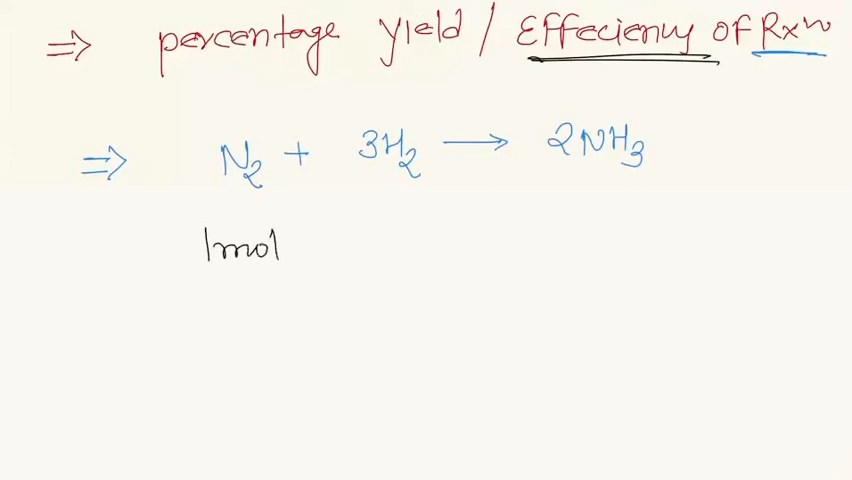 ⇒ percentage yield / Effeciency of Rxn
⇒ N₂ + 3H₂ → 2NH₃
1mol